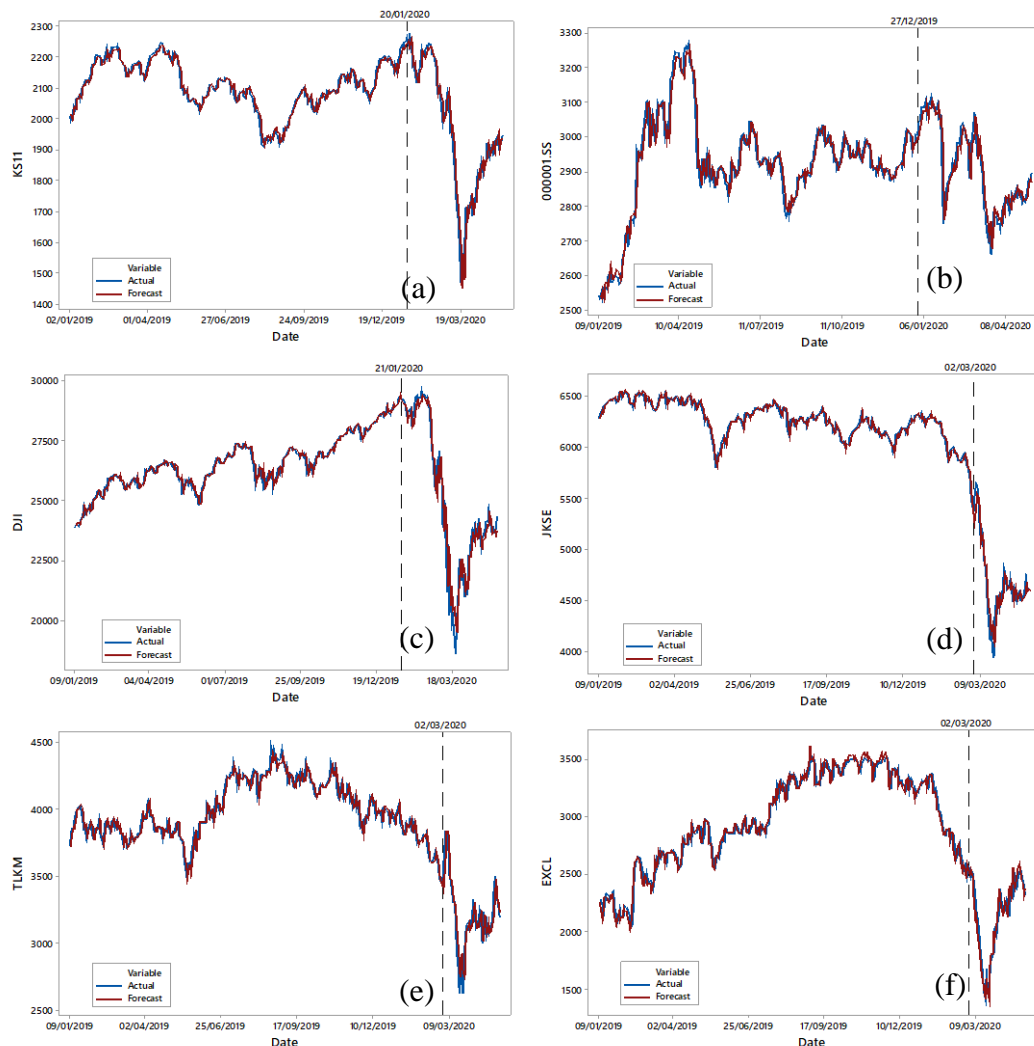 20/01/2020
2300
2200
2100
2000
1900
1800
1700
1600
1500
1400
KS11
Variable
Actual
Forecast
(a)
02/01/2019 01/04/2019 27/06/2019 24/09/2019 19/12/2019 19/03/2020
Date
27/12/2019
3300
3200
3100
3000
2900
2800
2700
2600
2500
000001.SS
Variable
Actual
Forecast
(b)
09/01/2019 10/04/2019 11/07/2019 11/10/2019 06/01/2020 08/04/2020
Date
21/01/2020
30000
27500
25000
22500
20000
DJI
Variable
Actual
Forecast
(c)
09/01/2019 04/04/2019 01/07/2019 25/09/2019 19/12/2019 18/03/2020
Date
02/03/2020
6500
6000
5500
5000
4500
4000
JKSE
Variable
Actual
Forecast
(d)
09/01/2019 02/04/2019 25/06/2019 17/09/2019 10/12/2019 09/03/2020
Date
02/03/2020
4500
4000
3500
3000
2500
TLKM
Variable
Actual
Forecast
(e)
09/01/2019 02/04/2019 25/06/2019 17/09/2019 10/12/2019 09/03/2020
Date
02/03/2020
3500
3000
2500
2000
1500
EXCL
Variable
Actual
Forecast
(f)
09/01/2019 02/04/2019 25/06/2019 17/09/2019 10/12/2019 09/03/2020
Date